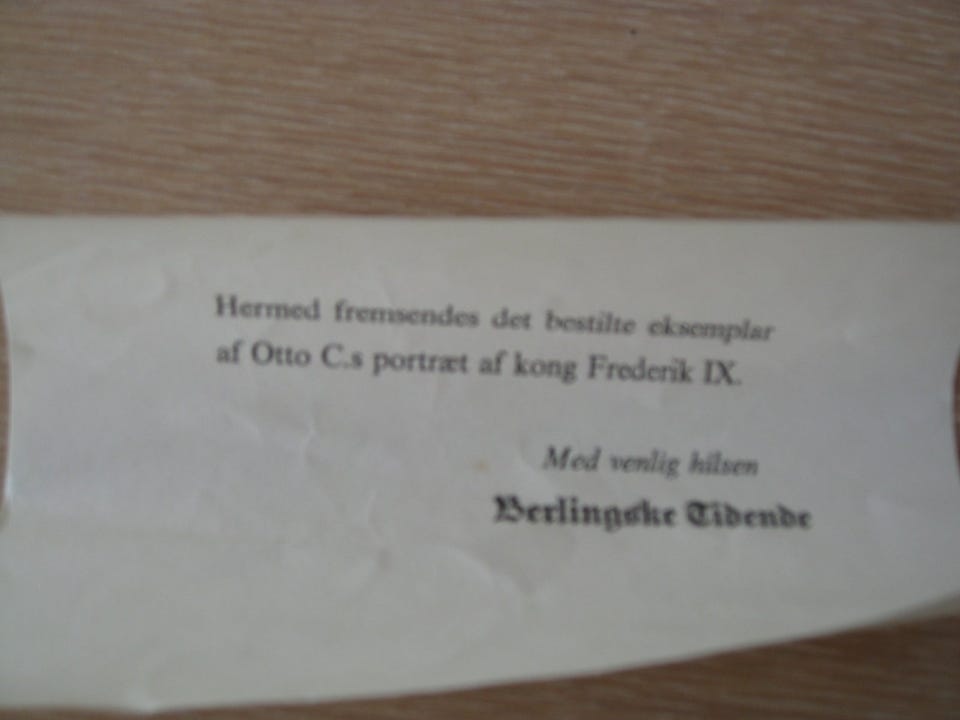 Hermed fremsendes det bestilte eksemplar
af Otto C.s portræt af kong Frederik IX.
Med venlig hilsen
Berlingske Tidende